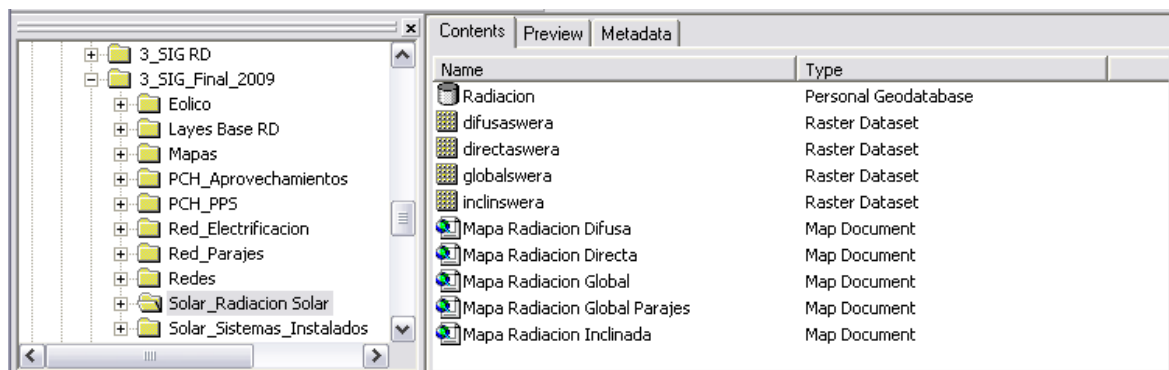 3_SIG RD
3_SIG_Final_2009
Eolico
Layes Base RD
Mapas
PCH_Aprovechamientos
PCH_PPS
Red_Electrificacion
Red_Parajes
Redes
Solar_Radiacion Solar
Solar_Sistemas_Instalados
Contents Preview Metadata
Name Type
Radiacion Personal Geodatabase
difusaswera Raster Dataset
directaswera Raster Dataset
globalswera Raster Dataset
inclinswera Raster Dataset
Mapa Radiacion Difusa Map Document
Mapa Radiacion Directa Map Document
Mapa Radiacion Global Map Document
Mapa Radiacion Global Parajes Map Document
Mapa Radiacion Inclinada Map Document